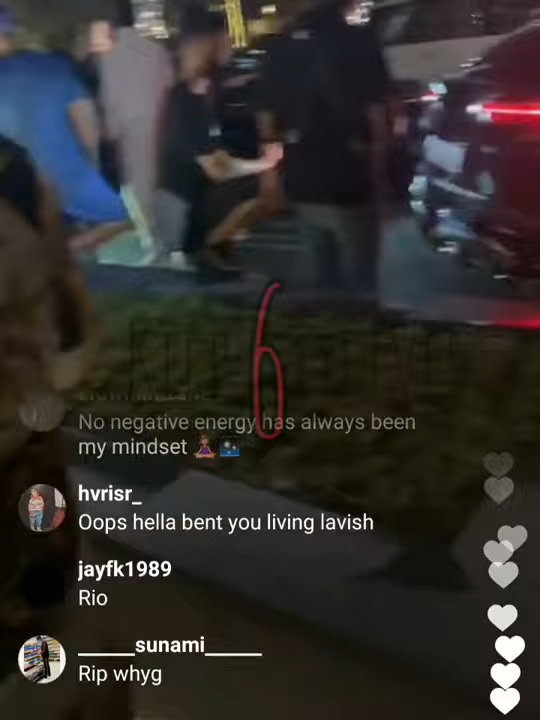 6
No negative energy has always been
my mindset
hvrisr_
Oops hella bent you living lavish
jayfk1989
Rio
______sunami______
Rip whyg